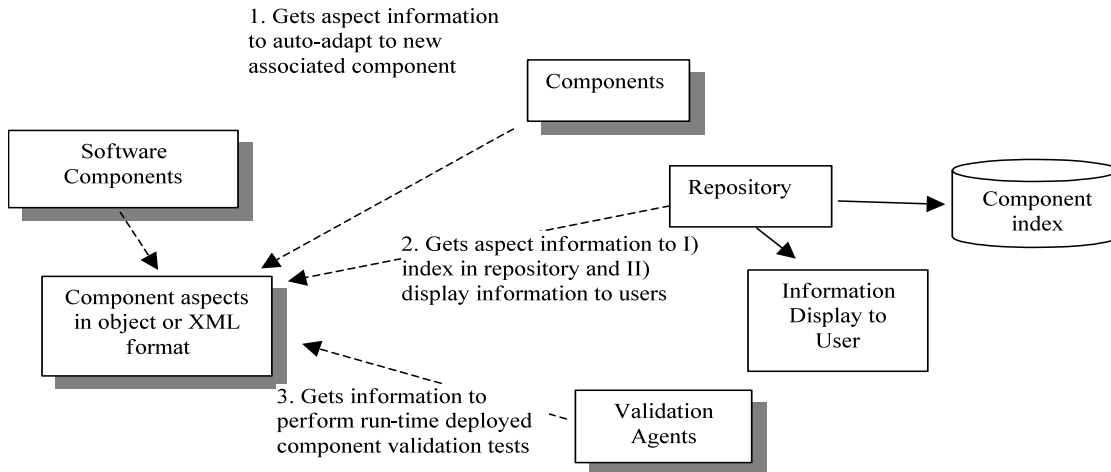 1. Gets aspect information
to auto-adapt to new
associated component
Components
Software
Components
Repository
Component
index
2. Gets aspect information to I)
index in repository and II)
display information to users
Component aspects
in object or XML
format
Information
Display to
User
3. Gets information to
perform run-time deployed
component validation tests
Validation
Agents